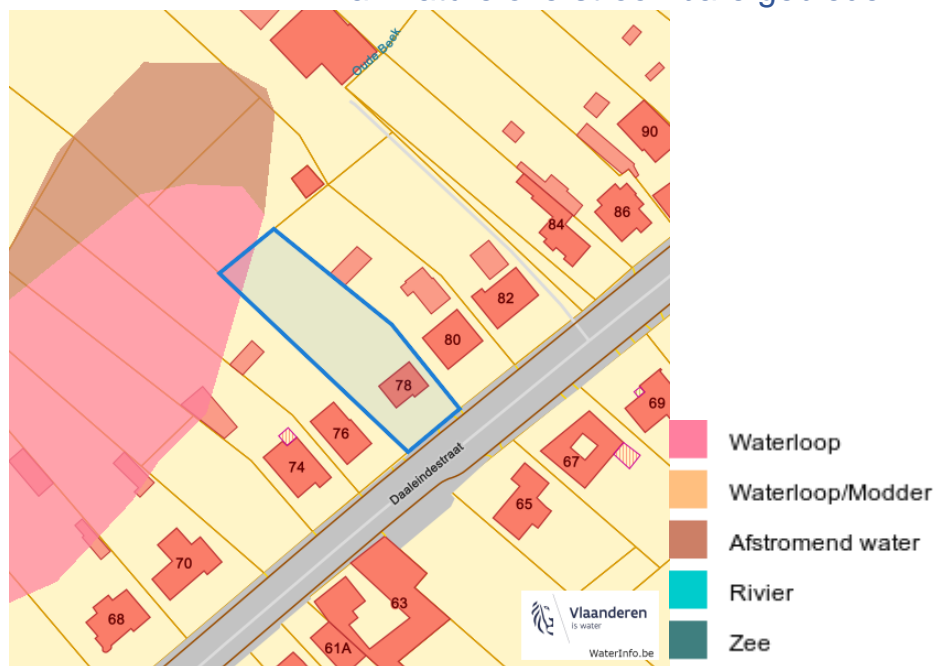 Oude Beek
90
86
84
82
80
78
76
74
70
68
69
67
65
63
61A
Daaleindestraat
Vlaanderen
is water
WaterInfo.be
Waterloop
Waterloop/Modder
Afstromend water
Rivier
Zee